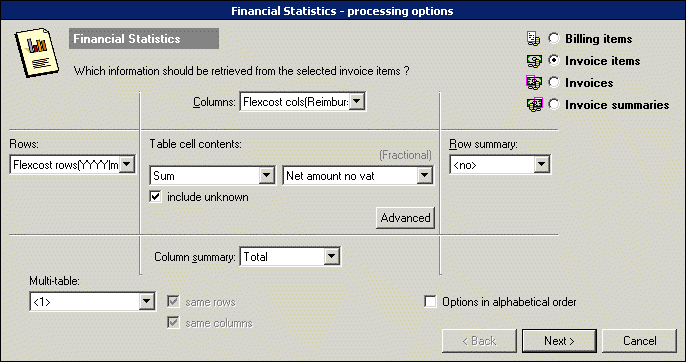 Financial Statistics - processing options
Financial Statistics
Which information should be retrieved from the selected invoice items ?
Billing items
Invoice items
Invoices
Invoice summaries
Columns: Flexcost cols(Reimbur
Rows:
Flexcost rows(YYYY|m
Table cell contents:
(Fractional)
Sum
Net amount no vat
include unknown
Advanced
Row summary:
<no>
Column summary: Total
Multi-table:
<1>
same rows
same columns
Options in alphabetical order
< Back
Next >
Cancel